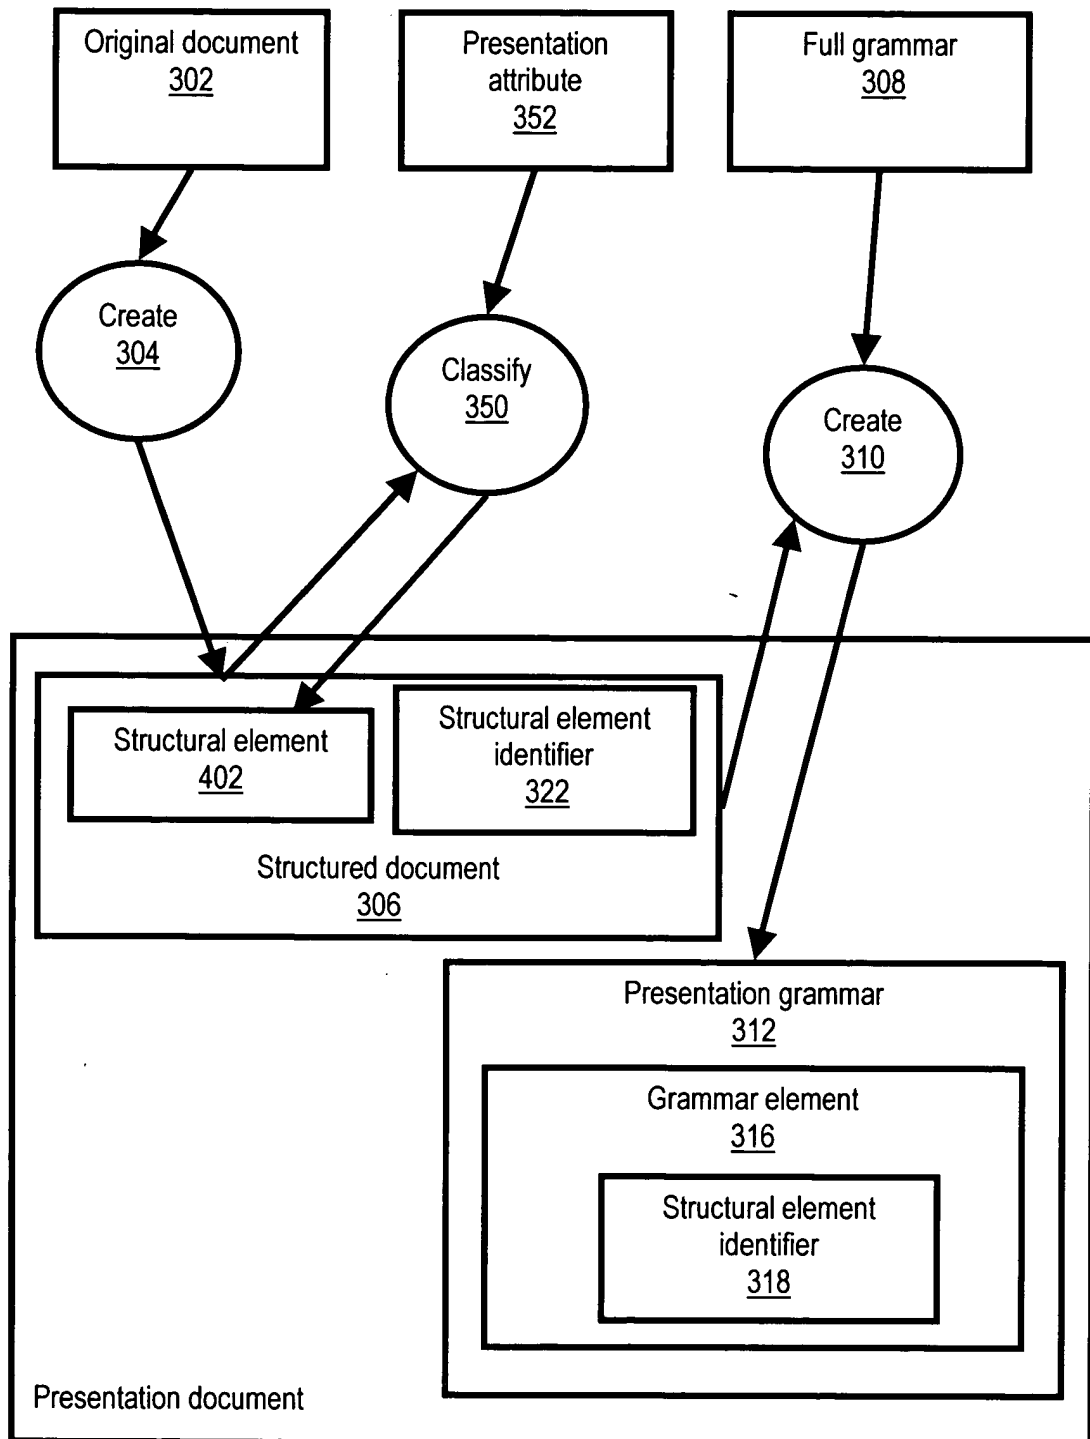 Original document
302
Presentation
attribute
352
Full grammar
308
Create
304
Classify
350
Create
310
Structural element
402
Structural element
identifier
322
Structured document
306
Presentation grammar
312
Grammar element
316
Structural element
identifier
318
Presentation document